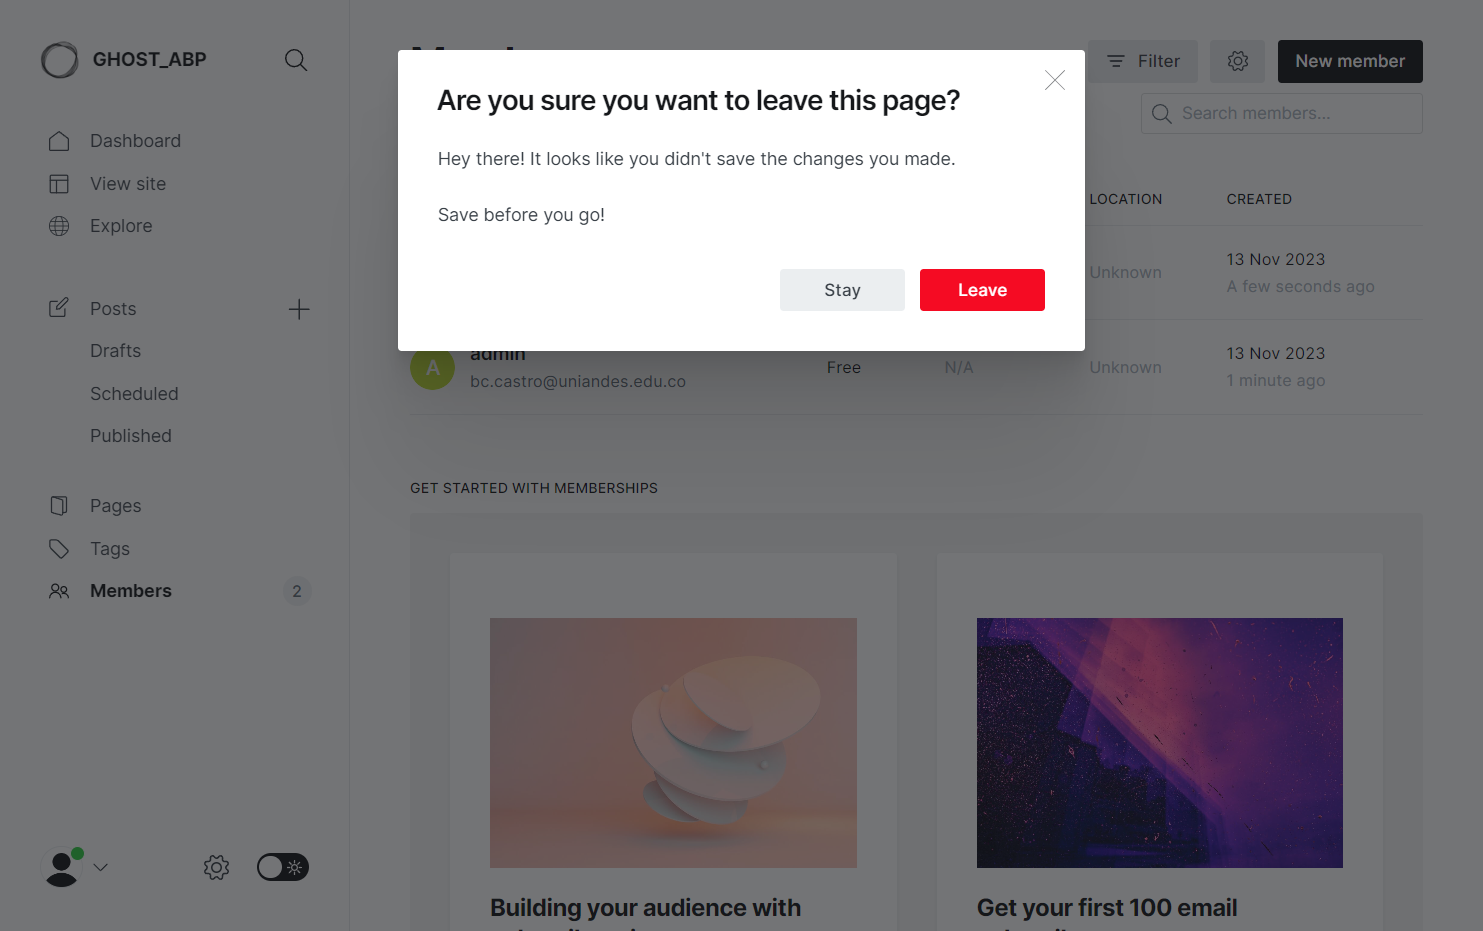 GHOST_ABP
Dashboard
View site
Explore
Posts
Drafts
Scheduled
Published
Pages
Tags
Members
2
Filter
New member
Search members...
Are you sure you want to leave this page?
Hey there! It looks like you didn't save the changes you made.
Save before you go!
Stay
Leave
LOCATION
CREATED
Unknown
13 Nov 2023
A few seconds ago
A
admin
bc.castro@uniandes.edu.co
Free
N/A
Unknown
13 Nov 2023
1 minute ago
GET STARTED WITH MEMBERSHIPS
Building your audience with
Get your first 100 email